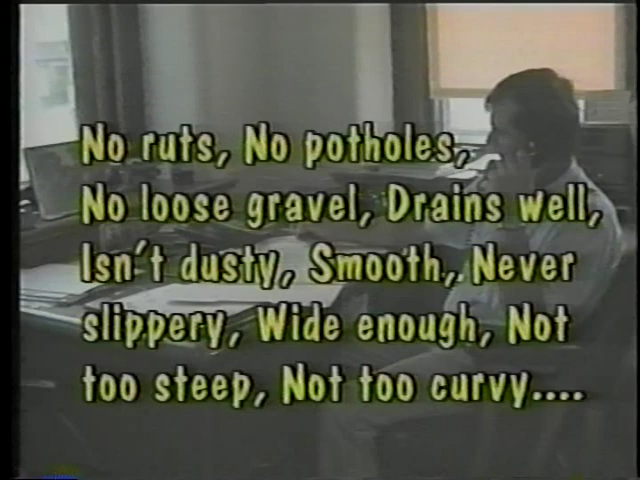 No ruts, No potholes,
No loose gravel, Drains well,
Isn't dusty, Smooth, Never
slippery, Wide enough, Not
too steep, Not too curvy....